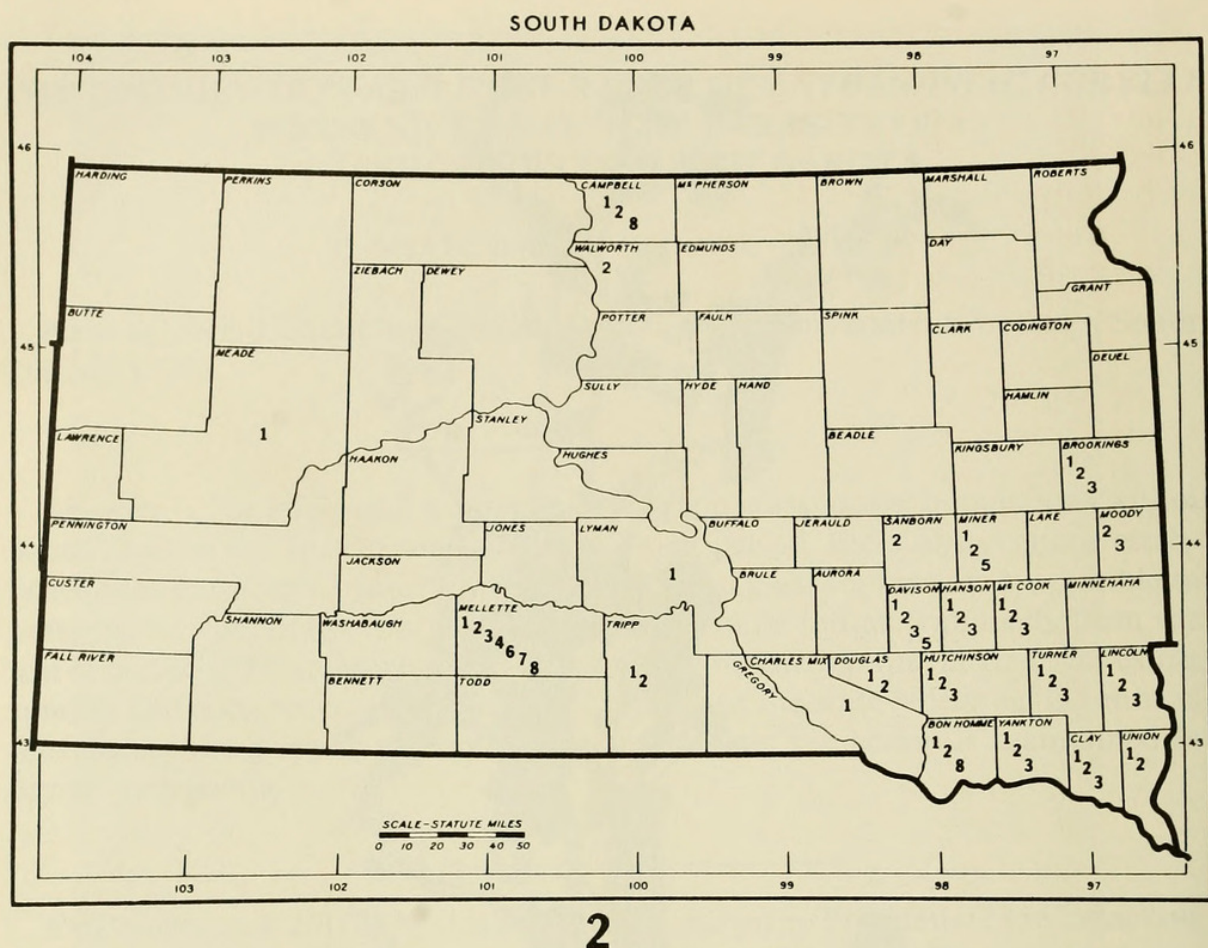 SOUTH DAKOTA
104 103 102 101 100 99 98 97
46 46
HARDING PERKINS CORSON CAMPBELL McPHERSON BROWN MARSHALL ROBERTS
1 2 8
WALWORTH EDMUNDS DAY
2
ZIEBACH DEWEY
GRANT
BUTTE POTTER FAULK SPINK CLARK CODINGTON
45 MEADE DEUEL 45
1
SULLY HYDE HAND HAMLIN
STANLEY
LAWRENCE HAAKON HUGHES BEADLE KINGSBURY BROOKINGS
1 2 3
PENNINGTON JONES LYMAN BUFFALO JERAULD SANBORN MINER LAKE MOODY
1
2
1 2 5
2 3
44 44
CUSTER JACKSON BRULE AURORA DAVISON HANSON McCOOK MINNEHAHA
1 2 3 5
1 2 3
1 2 3
SHANNON WASHABAUGH MELLETTE TRIPP
1 2 3 4 6 7 8
1 2
FALL RIVER BENNETT TODD GREGORY CHARLES MIX DOUGLAS HUTCHINSON TURNER LINCOLN
1
1 2
1 2 3
1 2 3
1 2 3
43 BON HOMME YANKTON CLAY UNION 43
1 2 8
1 2 3
1 2 3
1 2
SCALE-STATUTE MILES
0 10 20 30 40 50
103 102 101 100 99 98 97
2